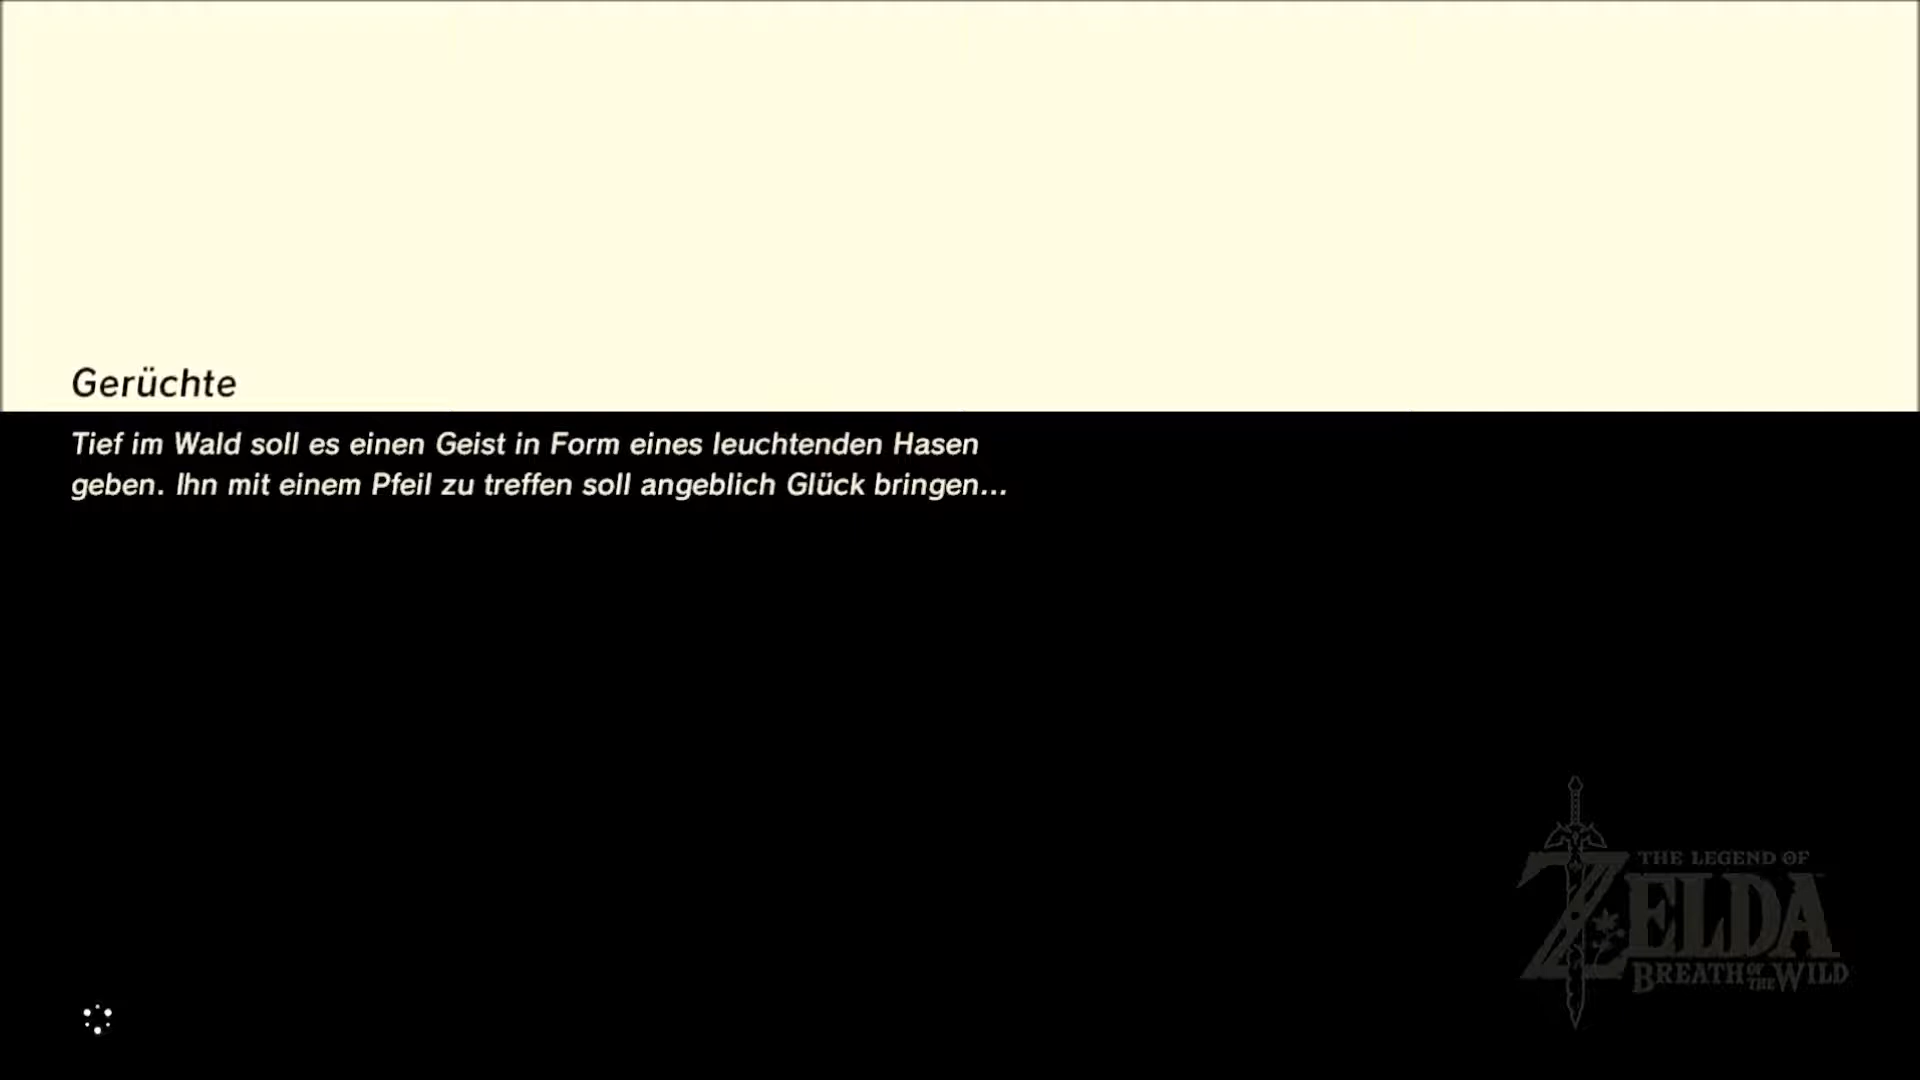 Gerüchte
Tief im Wald soll es einen Geist in Form eines leuchtenden Hasen
geben. Ihn mit einem Pfeil zu treffen soll angeblich Glück bringen...
THE LEGEND OF
ZELDA
BREATH OF THE WILD